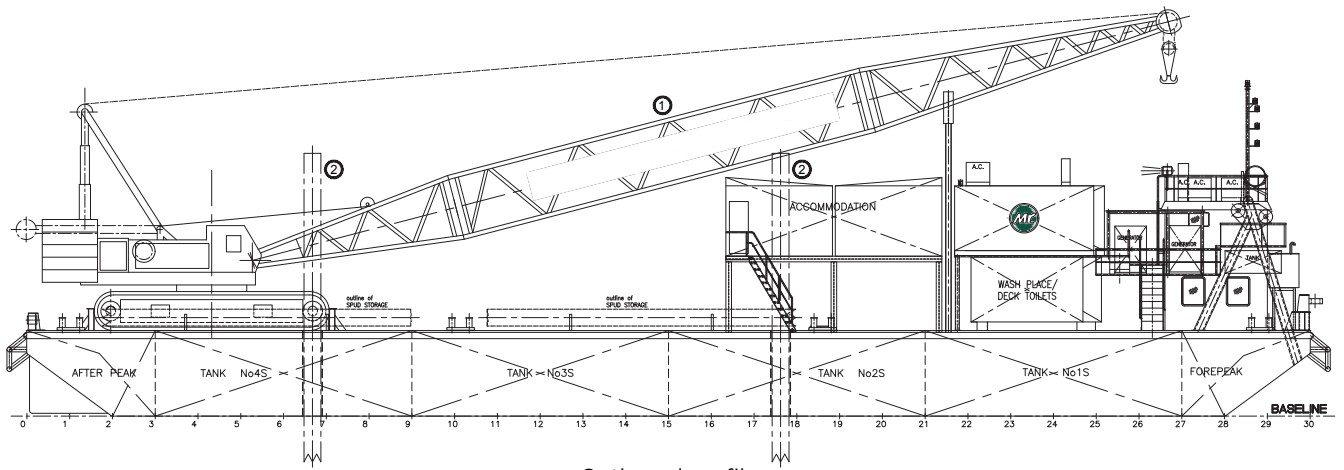 1
2
2
A.C.
A.C. A.C. A.C.
ACCOMMODATION
MC
GENERATOR
GENERATOR
TANK
WASH PLACE/
DECK TOILETS
outline of
SPUD STORAGE
outline of
SPUD STORAGE
AFTER PEAK
TANK No4S
TANK No3S
TANK No2S
TANK No1S
FOREPEAK
BASELINE
0 1 2 3 4 5 6 7 8 9 10 11 12 13 14 15 16 17 18 19 20 21 22 23 24 25 26 27 28 29 30